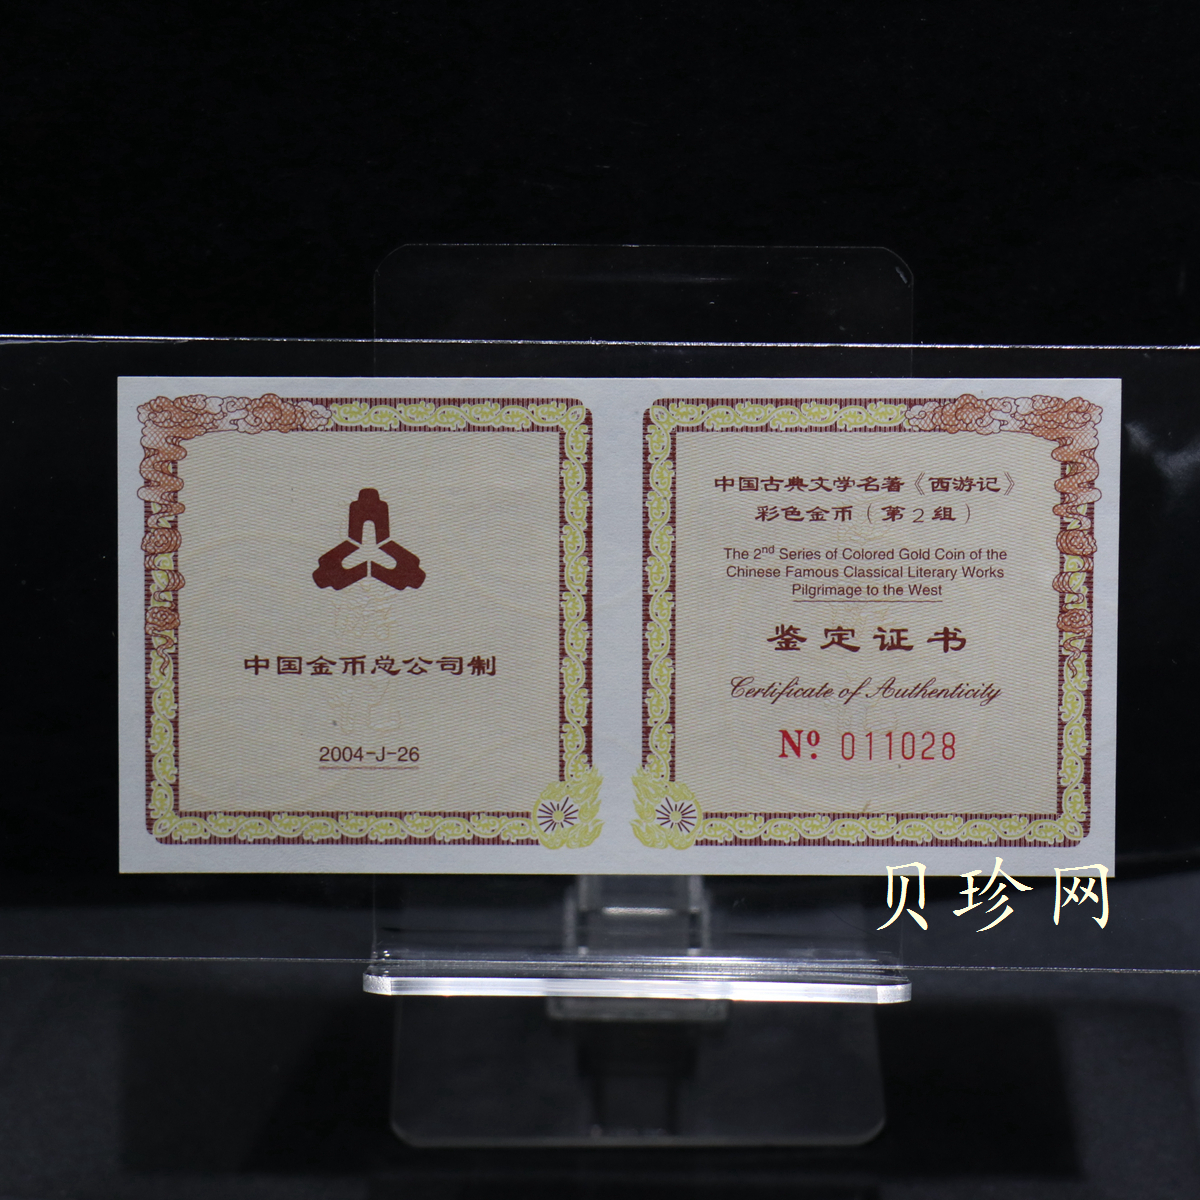 中国金币总公司制
2004-J-26
中国古典文学名著《西游记》
彩色金币（第2组）
The 2nd Series of Colored Gold Coin of the
Chinese Famous Classical Literary Works
Pilgrimage to the West
鉴定证书
Certificate of Authenticity
Nº. 011028
贝珍网